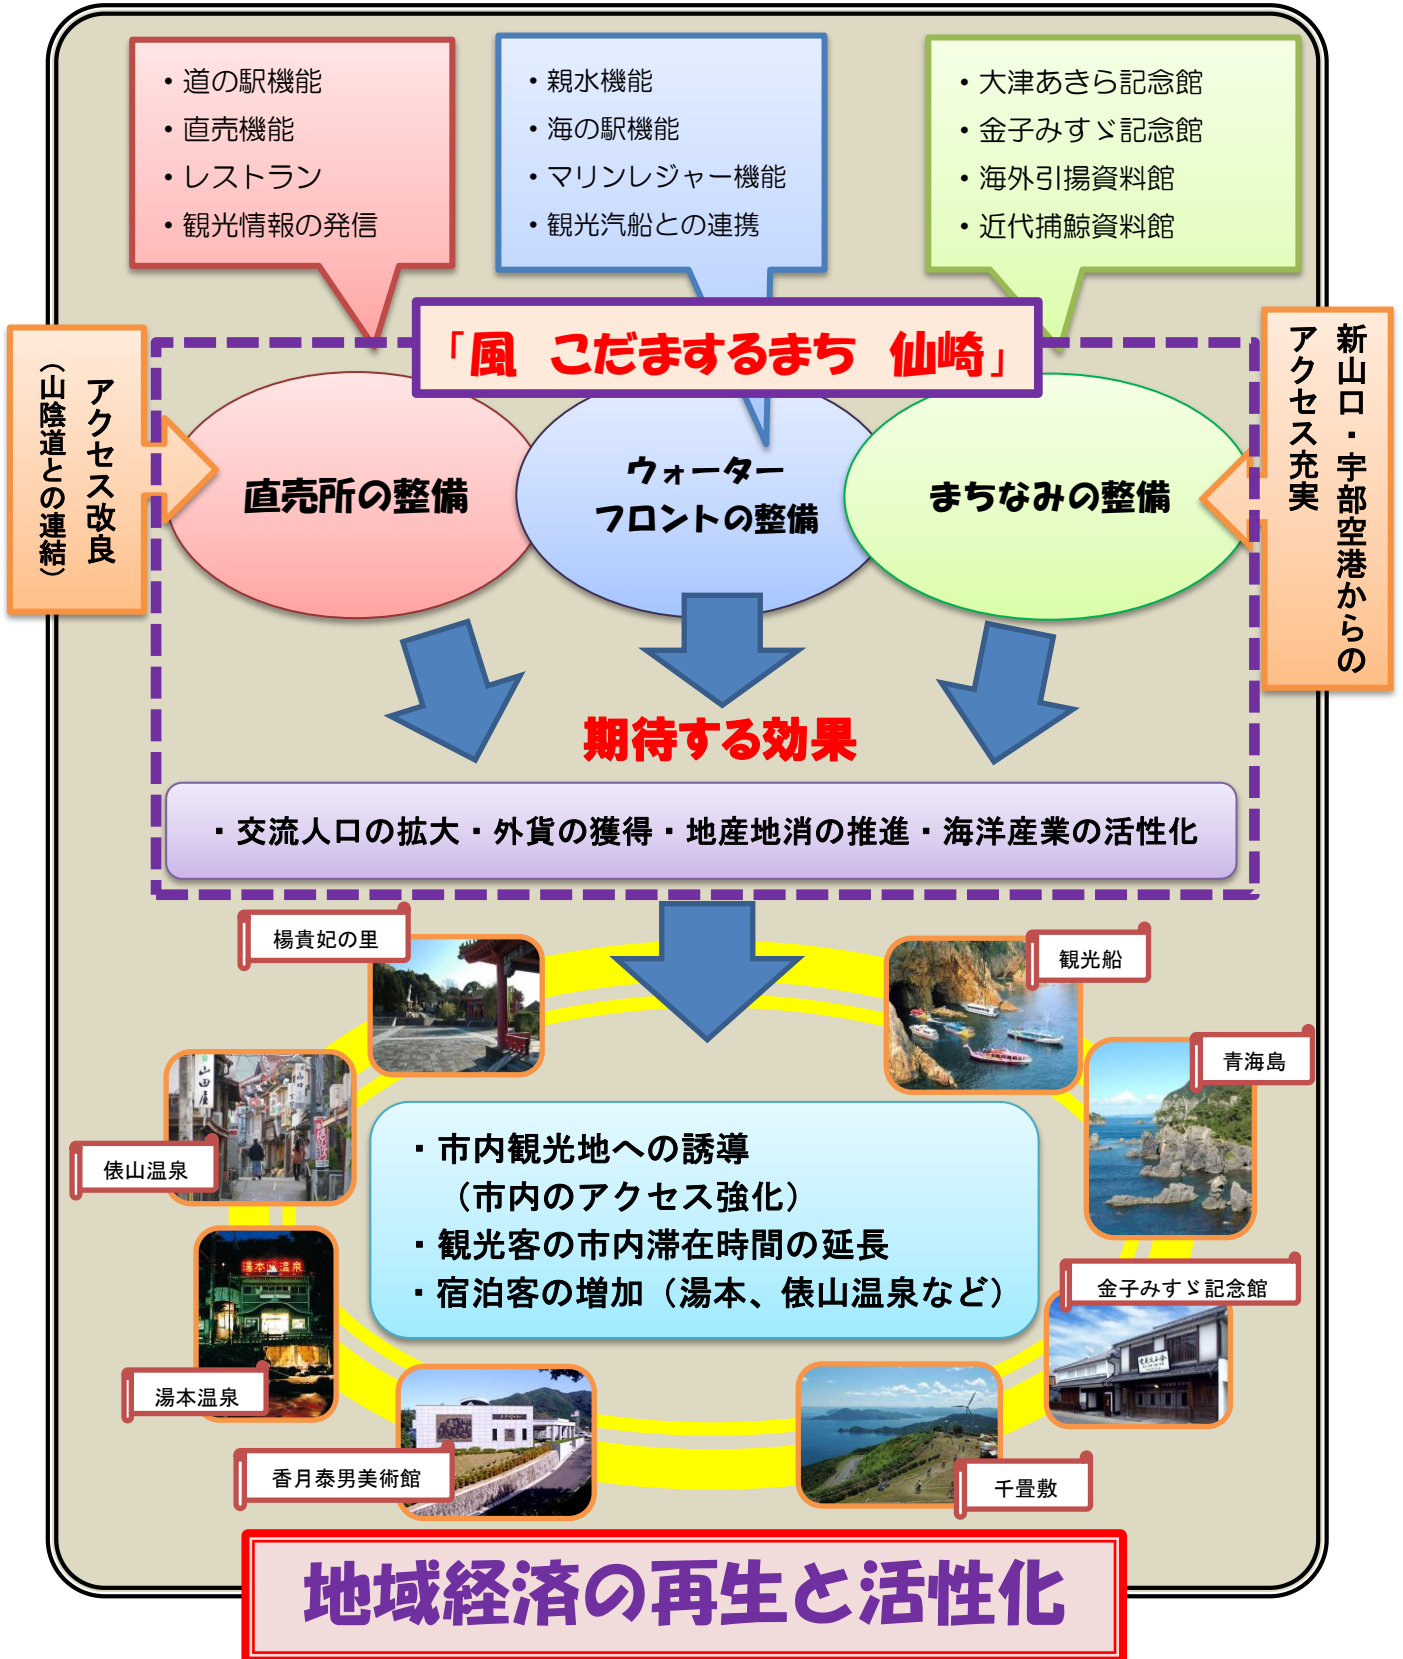 ・道の駅機能
・直売機能
・レストラン
・観光情報の発信
・親水機能
・海の駅機能
・マリンレジャー機能
・観光汽船との連携
・大津あきら記念館
・金子みすゞ記念館
・海外引揚資料館
・近代捕鯨資料館
「風　こだまするまち　仙崎」
アクセス改良
（山陰道との連結）
新山口・宇部空港からの
アクセス充実
直売所の整備
ウォーター
フロントの整備
まちなみの整備
期待する効果
・交流人口の拡大・外貨の獲得・地産地消の推進・海洋産業の活性化
楊貴妃の里
観光船
青海島
山田屋
俵山温泉
・市内観光地への誘導
（市内のアクセス強化）
・観光客の市内滞在時間の延長
・宿泊客の増加（湯本、俵山温泉など）
湯本温泉
金子みすゞ記念館
湯本温泉
香月泰男美術館
千畳敷
地域経済の再生と活性化